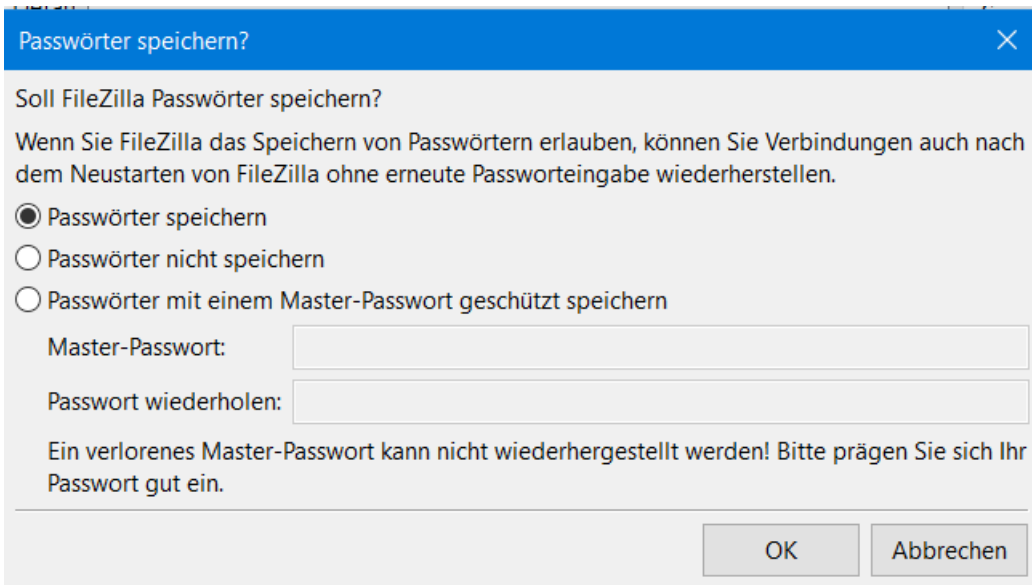 Passwörter speichern?
Soll FileZilla Passwörter speichern?
Wenn Sie FileZilla das Speichern von Passwörtern erlauben, können Sie Verbindungen auch nach
dem Neustarten von FileZilla ohne erneute Passworteingabe wiederherstellen.
Passwörter speichern
Passwörter nicht speichern
Passwörter mit einem Master-Passwort geschützt speichern
Master-Passwort:
Passwort wiederholen:
Ein verlorenes Master-Passwort kann nicht wiederhergestellt werden! Bitte prägen Sie sich Ihr
Passwort gut ein.
OK
Abbrechen